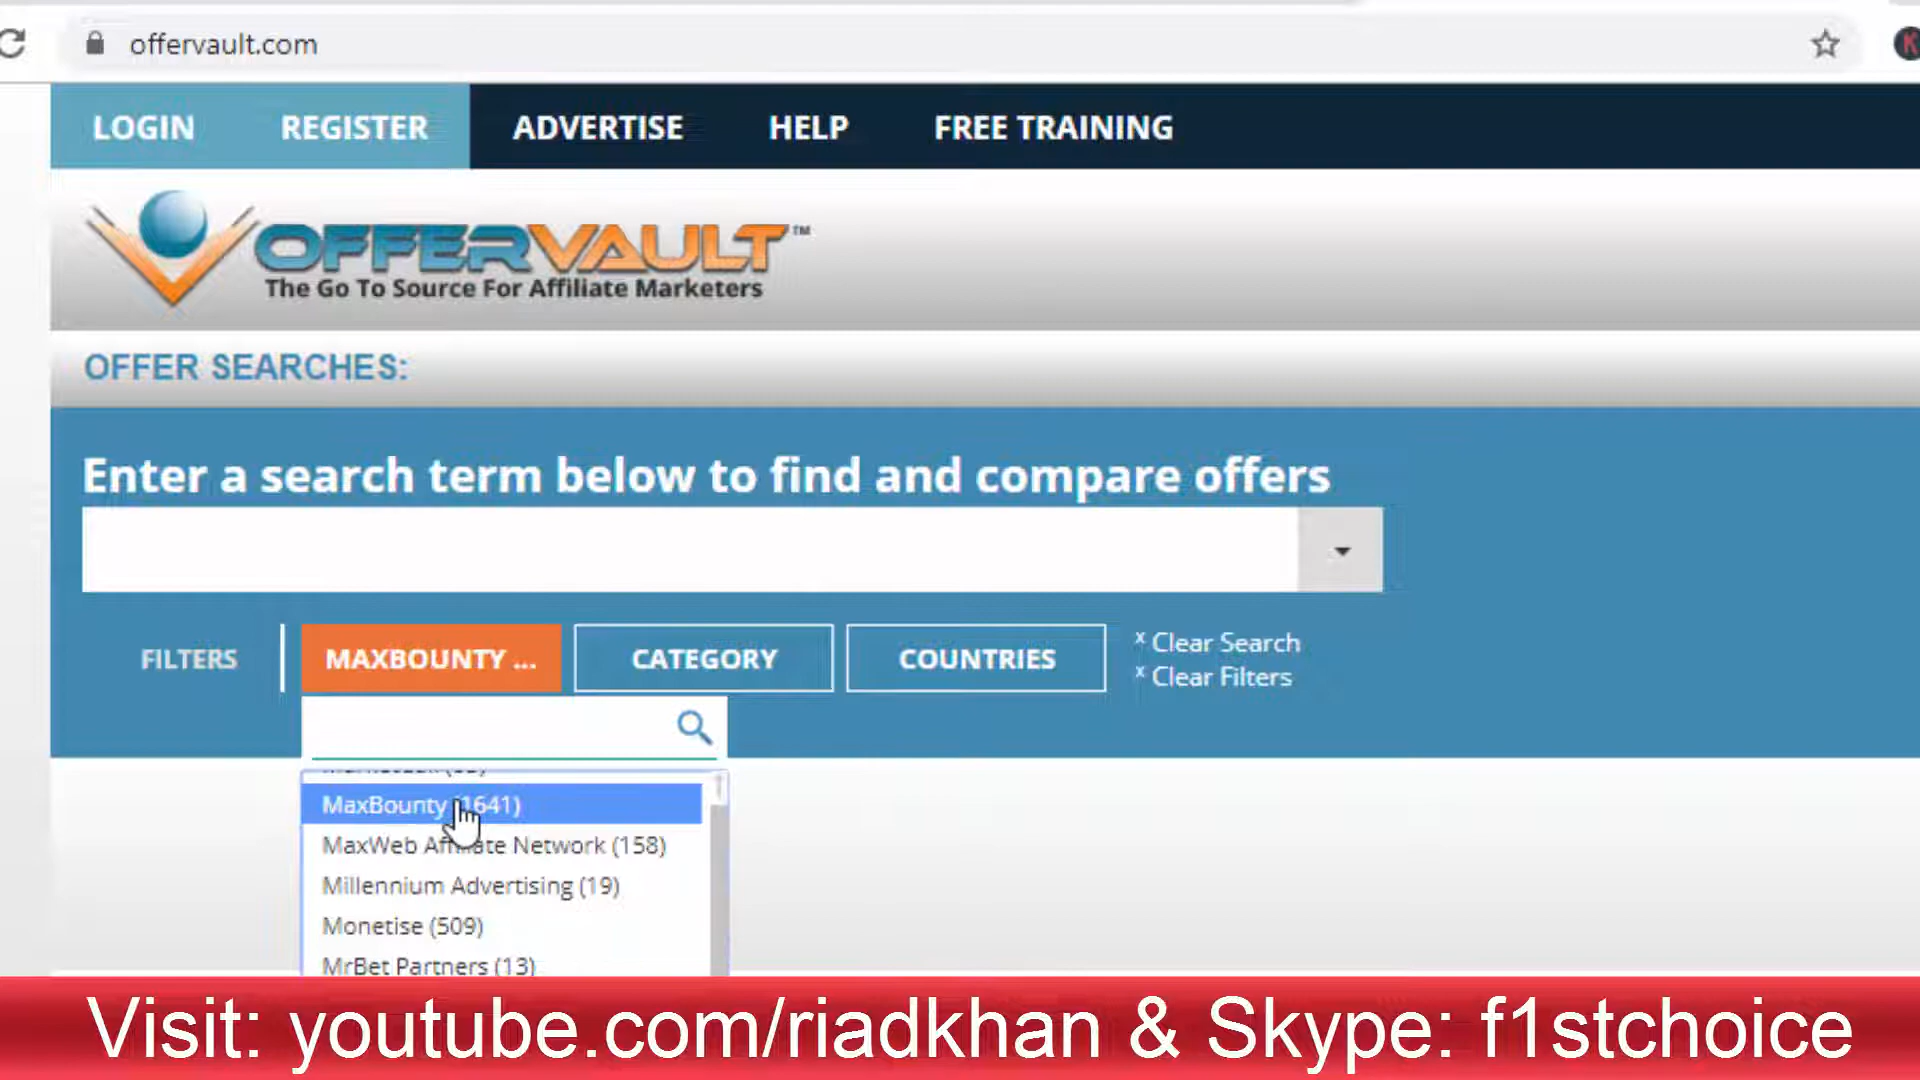 offervault.com
K
LOGIN REGISTER ADVERTISE HELP FREE TRAINING
OFFERVAULT™
The Go To Source For Affiliate Marketers
OFFER SEARCHES:
Enter a search term below to find and compare offers
FILTERS MAXBOUNTY ... CATEGORY COUNTRIES
x Clear Search
x Clear Filters
MaxBounty (1641)
MaxWeb Affiliate Network (158)
Millennium Advertising (19)
Monetise (509)
MrBet Partners (13)
Visit: youtube.com/riadkhan & Skype: f1stchoice